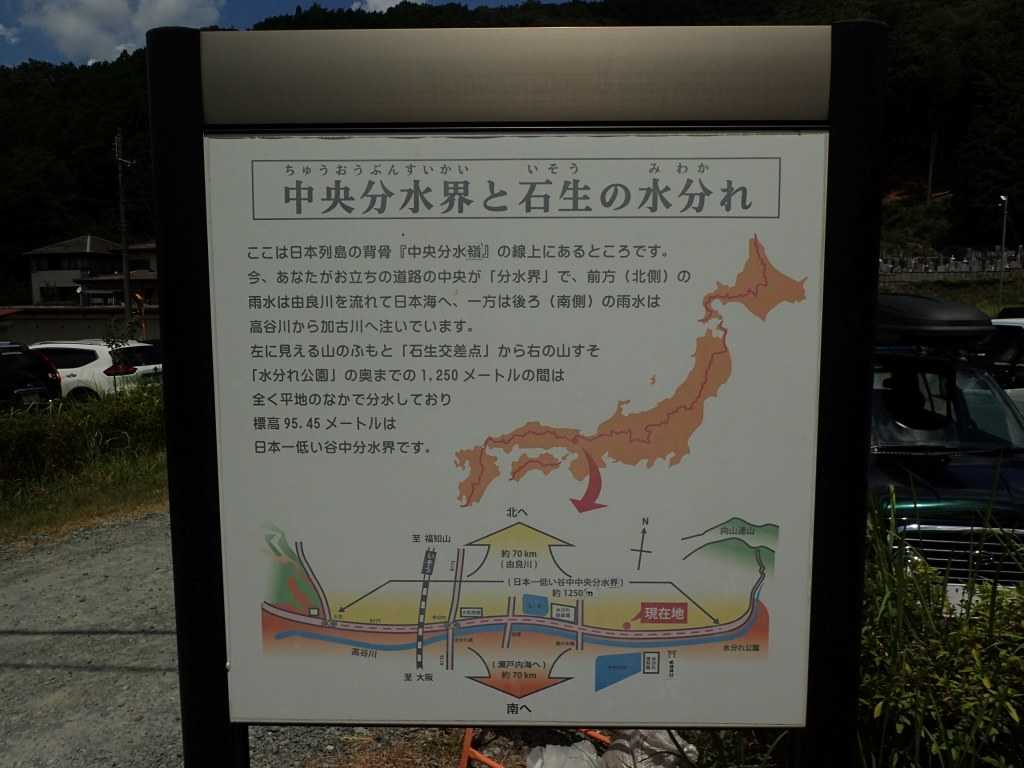 ちゅうおうぶんすいかい いそう みわか
中央分水界と石生の水分れ
ここは日本列島の背骨『中央分水嶺』の線上にあるところです。
今、あなたがお立ちの道路の中央が「分水界」で、前方(北側)の
雨水は由良川を流れて日本海へ、一方は後ろ(南側)の雨水は
高谷川から加古川へ注いでいます。
左に見える山のふもと「石生交差点」から右の山すそ
「水分れ公園」の奥までの1,250メートルの間は
全く平地のなかで分水しており
標高95.45メートルは
日本一低い谷中分水界です。
北へ
N
向山連山
至 福知山
約70km
(由良川)
(日本一低い谷中中央分水界)
約1250m
現在地
高谷川
水分れ公園
(瀬戸内海へ)
約70km
至 大阪
南へ